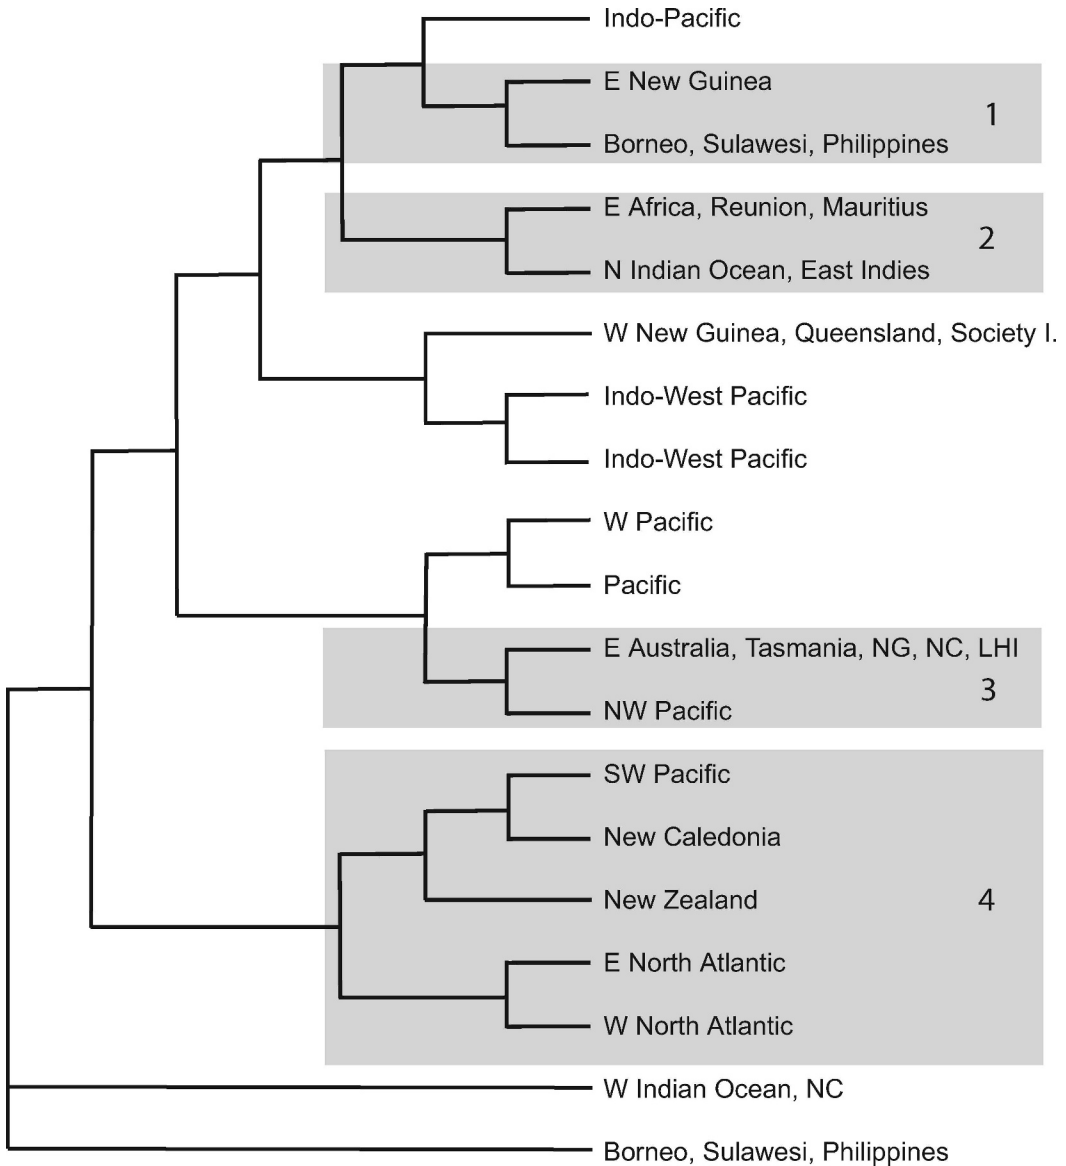 Indo-Pacific
E New Guinea
1
Borneo, Sulawesi, Philippines
E Africa, Reunion, Mauritius
2
N Indian Ocean, East Indies
W New Guinea, Queensland, Society I.
Indo-West Pacific
Indo-West Pacific
W Pacific
Pacific
E Australia, Tasmania, NG, NC, LHI
3
NW Pacific
SW Pacific
New Caledonia
New Zealand
4
E North Atlantic
W North Atlantic
W Indian Ocean, NC
Borneo, Sulawesi, Philippines